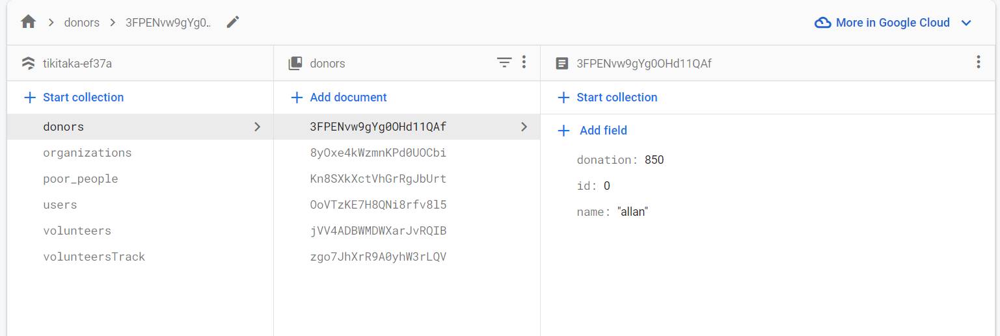 donors 3FPENvw9gYg0.. More in Google Cloud
tikitaka-ef37a
donors
3FPENvw9gYg0OHd11QAf
Start collection
Add document
Start collection
donors
organizations
poor_people
users
volunteers
volunteersTrack
3FPENvw9gYg0OHd11QAf
8yOxe4kWzmnKPd0UOCbi
Kn8SXkXctVhGrRgJbUrt
OoVTzKE7H8QNi8rfv8l5
jVV4ADBWMDWXarJvRQIB
zgo7JhXrR9A0yhW3rLQV
Add field
donation: 850
id: 0
name: "allan"